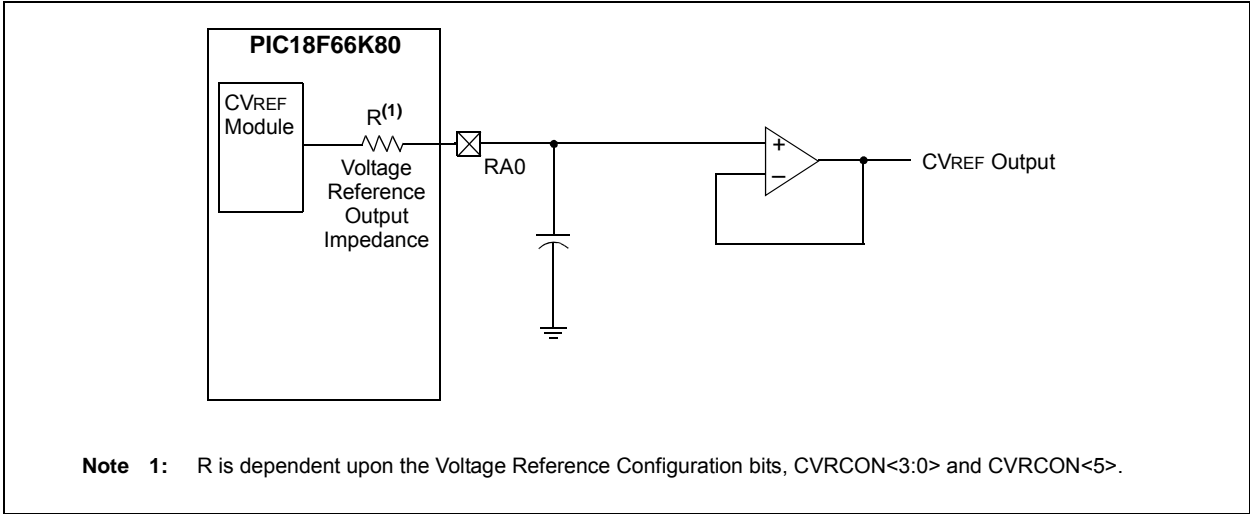 PIC18F66K80
CVREF
Module
R(1)
Voltage
Reference
Output
Impedance
RA0
+
–
CVREF Output
Note 1: R is dependent upon the Voltage Reference Configuration bits, CVRCON<3:0> and CVRCON<5>.